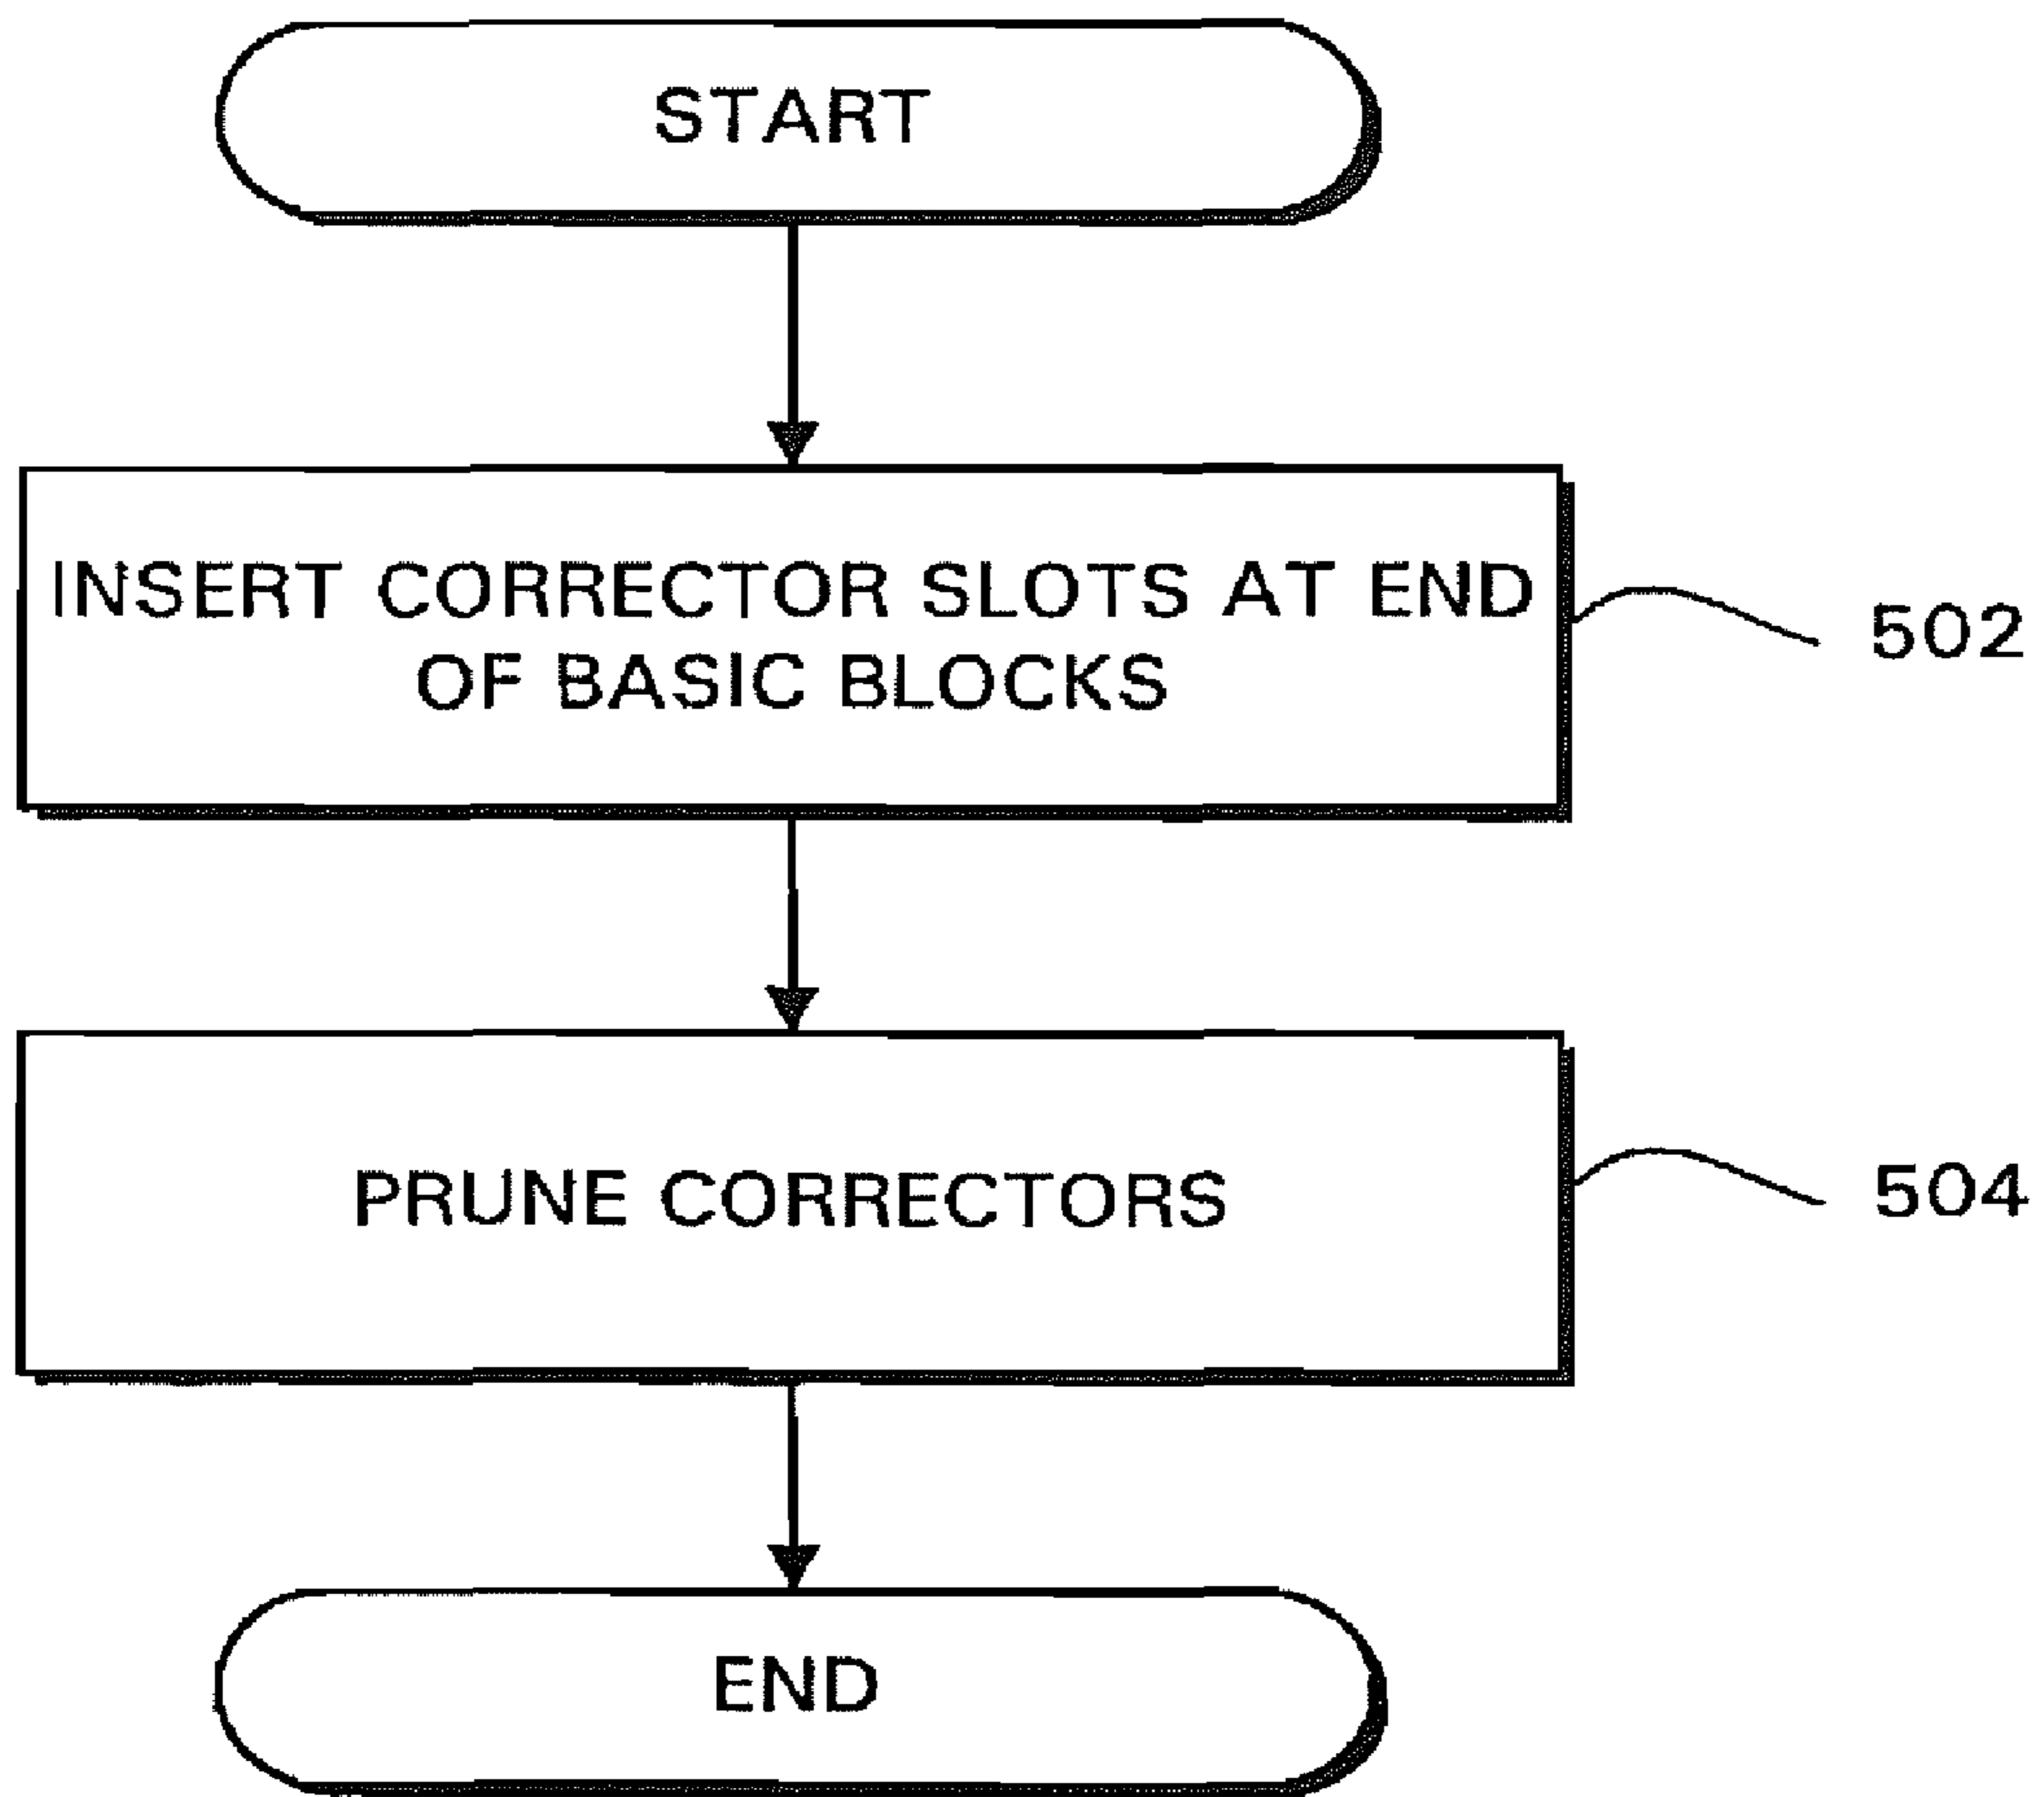 START
INSERT CORRECTOR SLOTS AT END
OF BASIC BLOCKS
502
PRUNE CORRECTORS
504
END